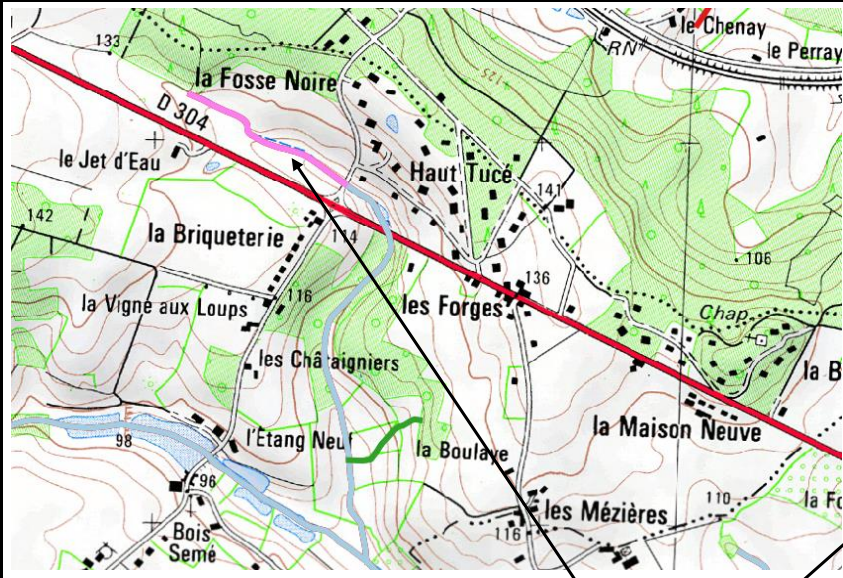 le Chenay
133
RN
le Perray
la Fosse Noire
125
D 304
le Jet d'Eau
Haut Tucé
141
142
la Briqueterie
114
106
136
116
la Vigne aux Loups
les Forges
Chap.
les Châtaigniers
la B
la Maison Neuve
98
l'Étang Neuf
la Boulaye
96
110
la Fo
les Mézières
Bois
Semé
116